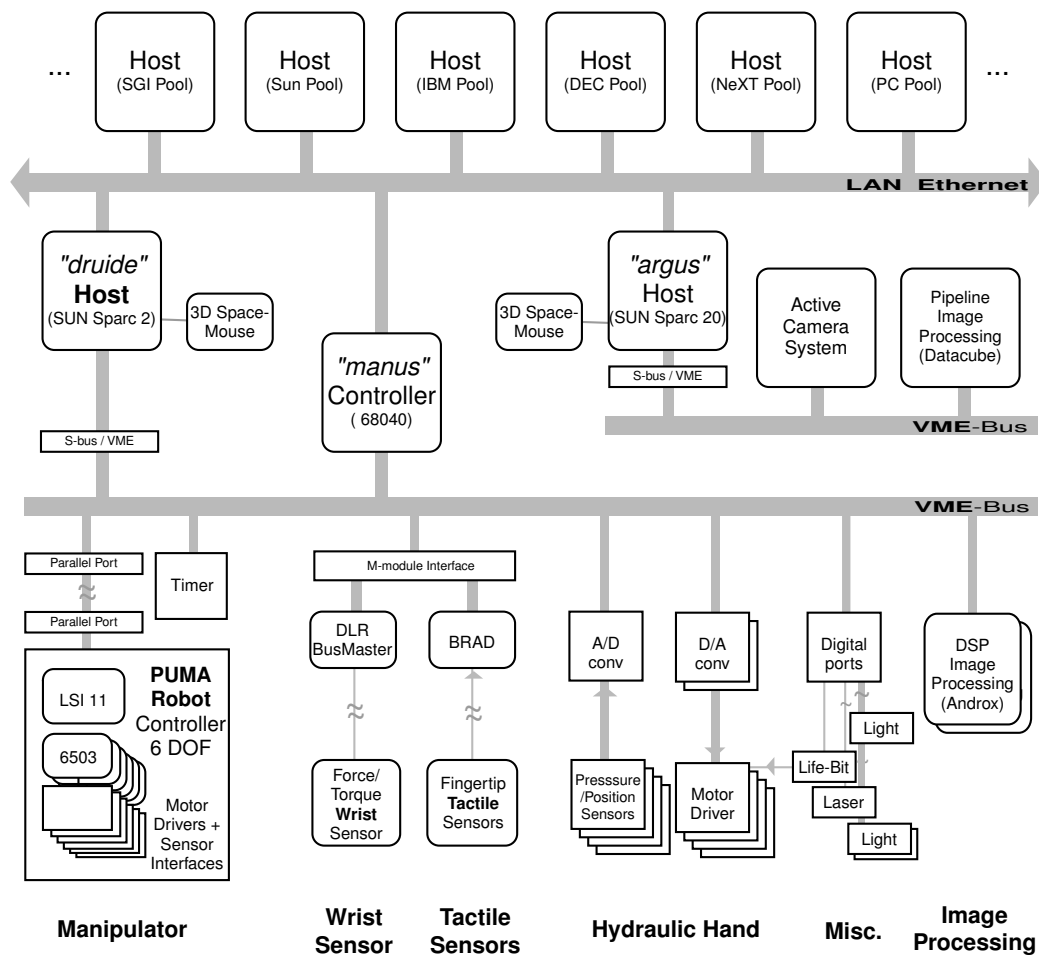 ...
Host
(SGI Pool)
Host
(Sun Pool)
Host
(IBM Pool)
Host
(DEC Pool)
Host
(NeXT Pool)
Host
(PC Pool)
...
LAN Ethernet
"druide"
Host
(SUN Sparc 2)
3D Space-
Mouse
"manus"
Controller
( 68040)
3D Space-
Mouse
"argus"
Host
(SUN Sparc 20)
Active
Camera
System
Pipeline
Image
Processing
(Datacube)
S-bus / VME
VME-Bus
S-bus / VME
VME-Bus
Parallel Port
Parallel Port
Timer
M-module Interface
DLR
BusMaster
BRAD
A/D
conv
D/A
conv
Digital
ports
DSP
Image
Processing
(Androx)
LSI 11
PUMA
Robot
Controller
6 DOF
6503
Motor
Drivers +
Sensor
Interfaces
Force/
Torque
Wrist
Sensor
Fingertip
Tactile
Sensors
Presssure
/Position
Sensors
Motor
Driver
Light
Life-Bit
Laser
Light
Manipulator
Wrist
Sensor
Tactile
Sensors
Hydraulic Hand
Misc.
Image
Processing